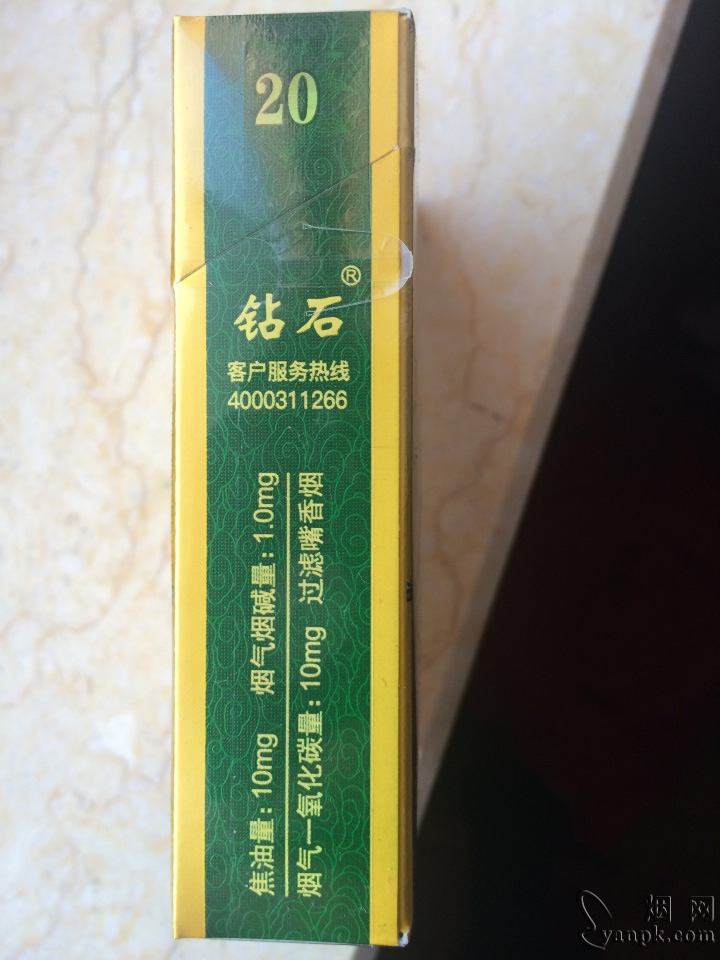 20
钻石®
客户服务热线
4000311266
焦油量：10mg 烟气烟碱量：1.0mg
烟气一氧化碳量：10mg 过滤嘴香烟
烟网
yanpk.com